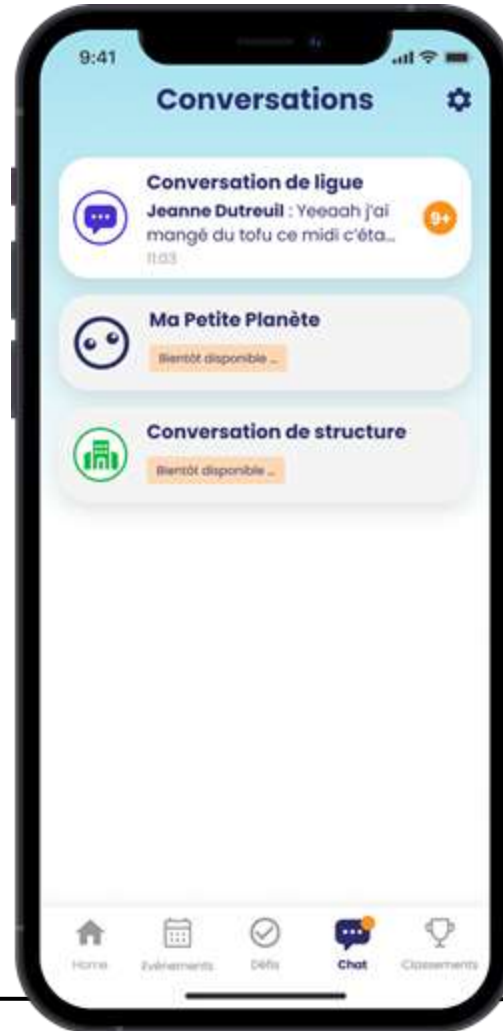 9:41
Conversations
Conversation de ligue
Jeanne Dutreuil : Yeeaah j'ai
mangé du tofu ce midi c'éta...
11:03
9+
Ma Petite Planète
Bientôt disponible ...
Conversation de structure
Bientôt disponible ...
Home
Evénements
Défis
Chat
Classements